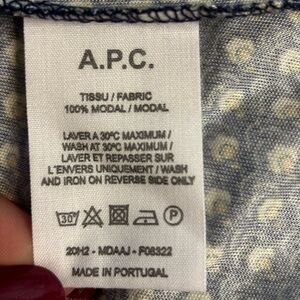 A.P.C.
TISSU / FABRIC
100% MODAL / MODAL
LAVER A 30°C MAXIMUM /
WASH AT 30°C MAXIMUM /
LAVER ET REPASSER SUR
L'ENVERS UNIQUEMENT / WASH
AND IRON ON REVERSE SIDE ONLY
30° P
20H2 - MDAAJ - F06322
MADE IN PORTUGAL